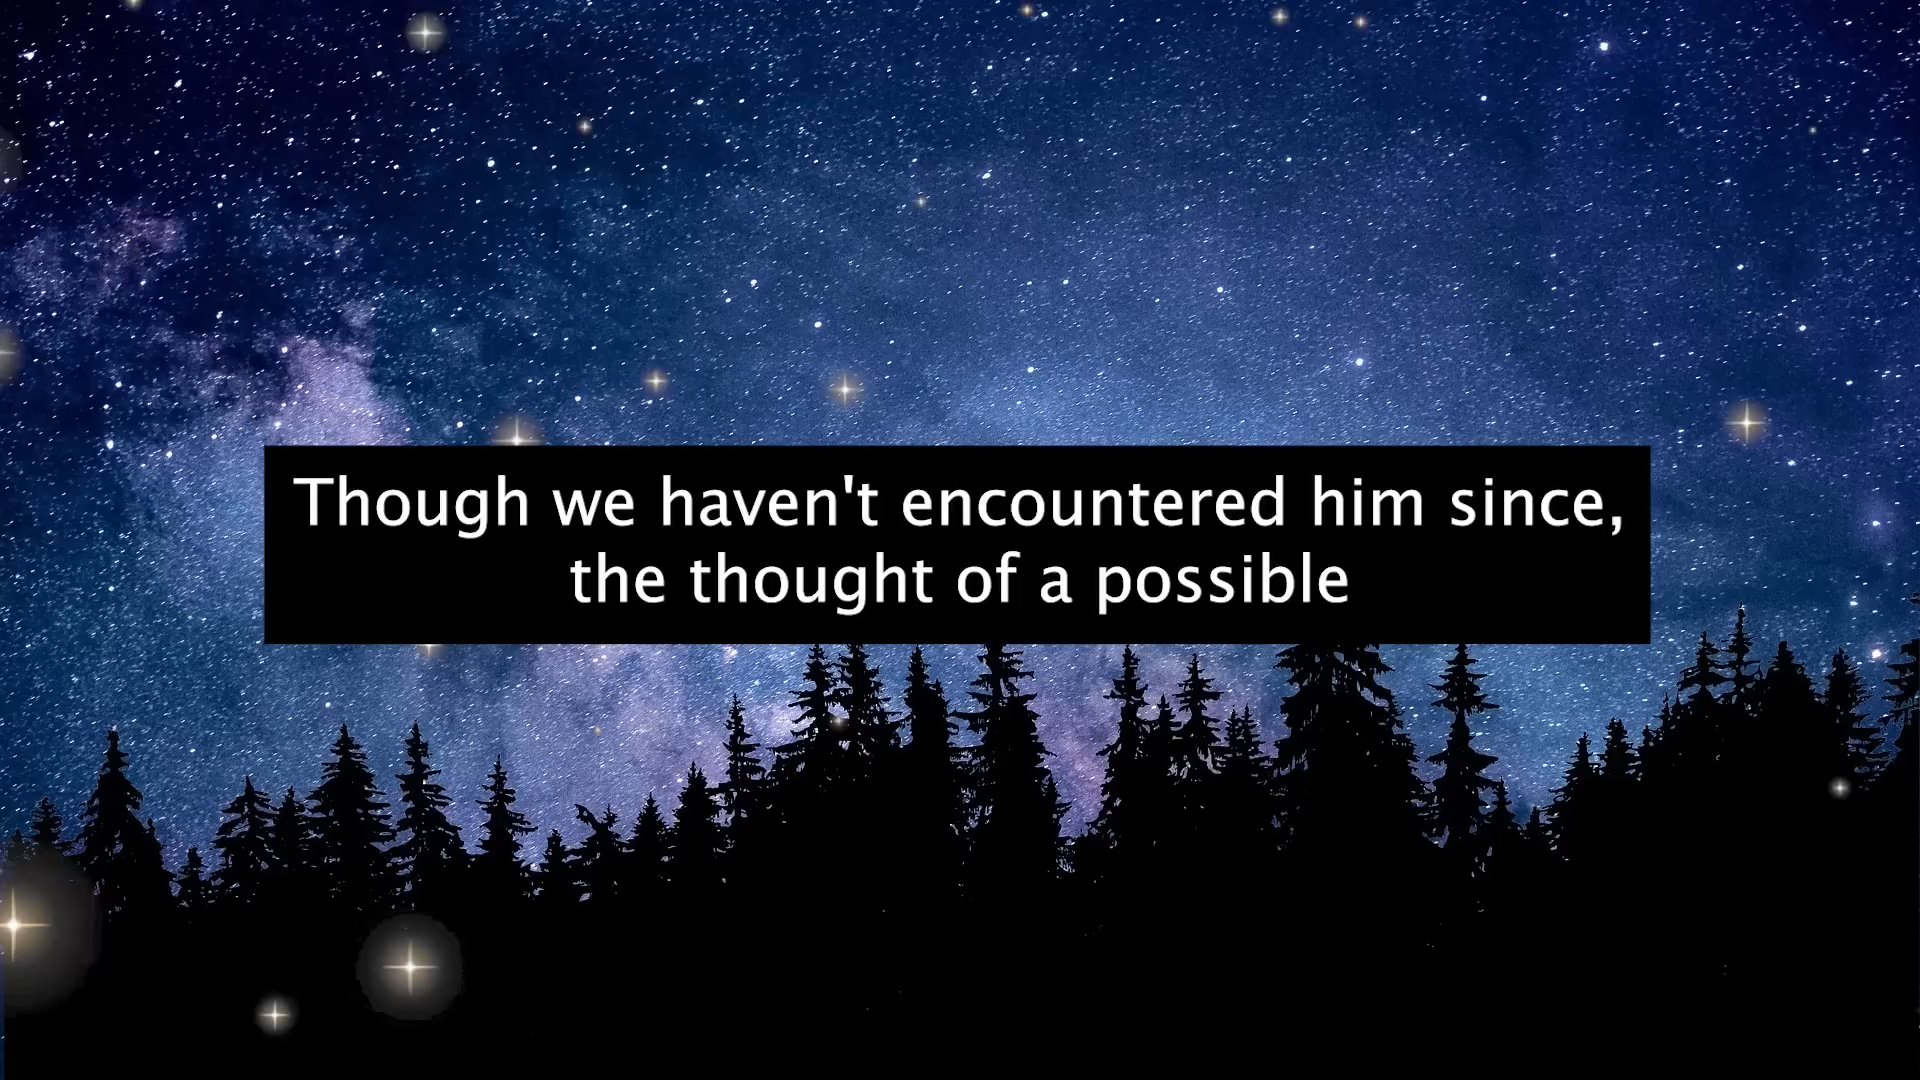 Though we haven't encountered him since,
the thought of a possible